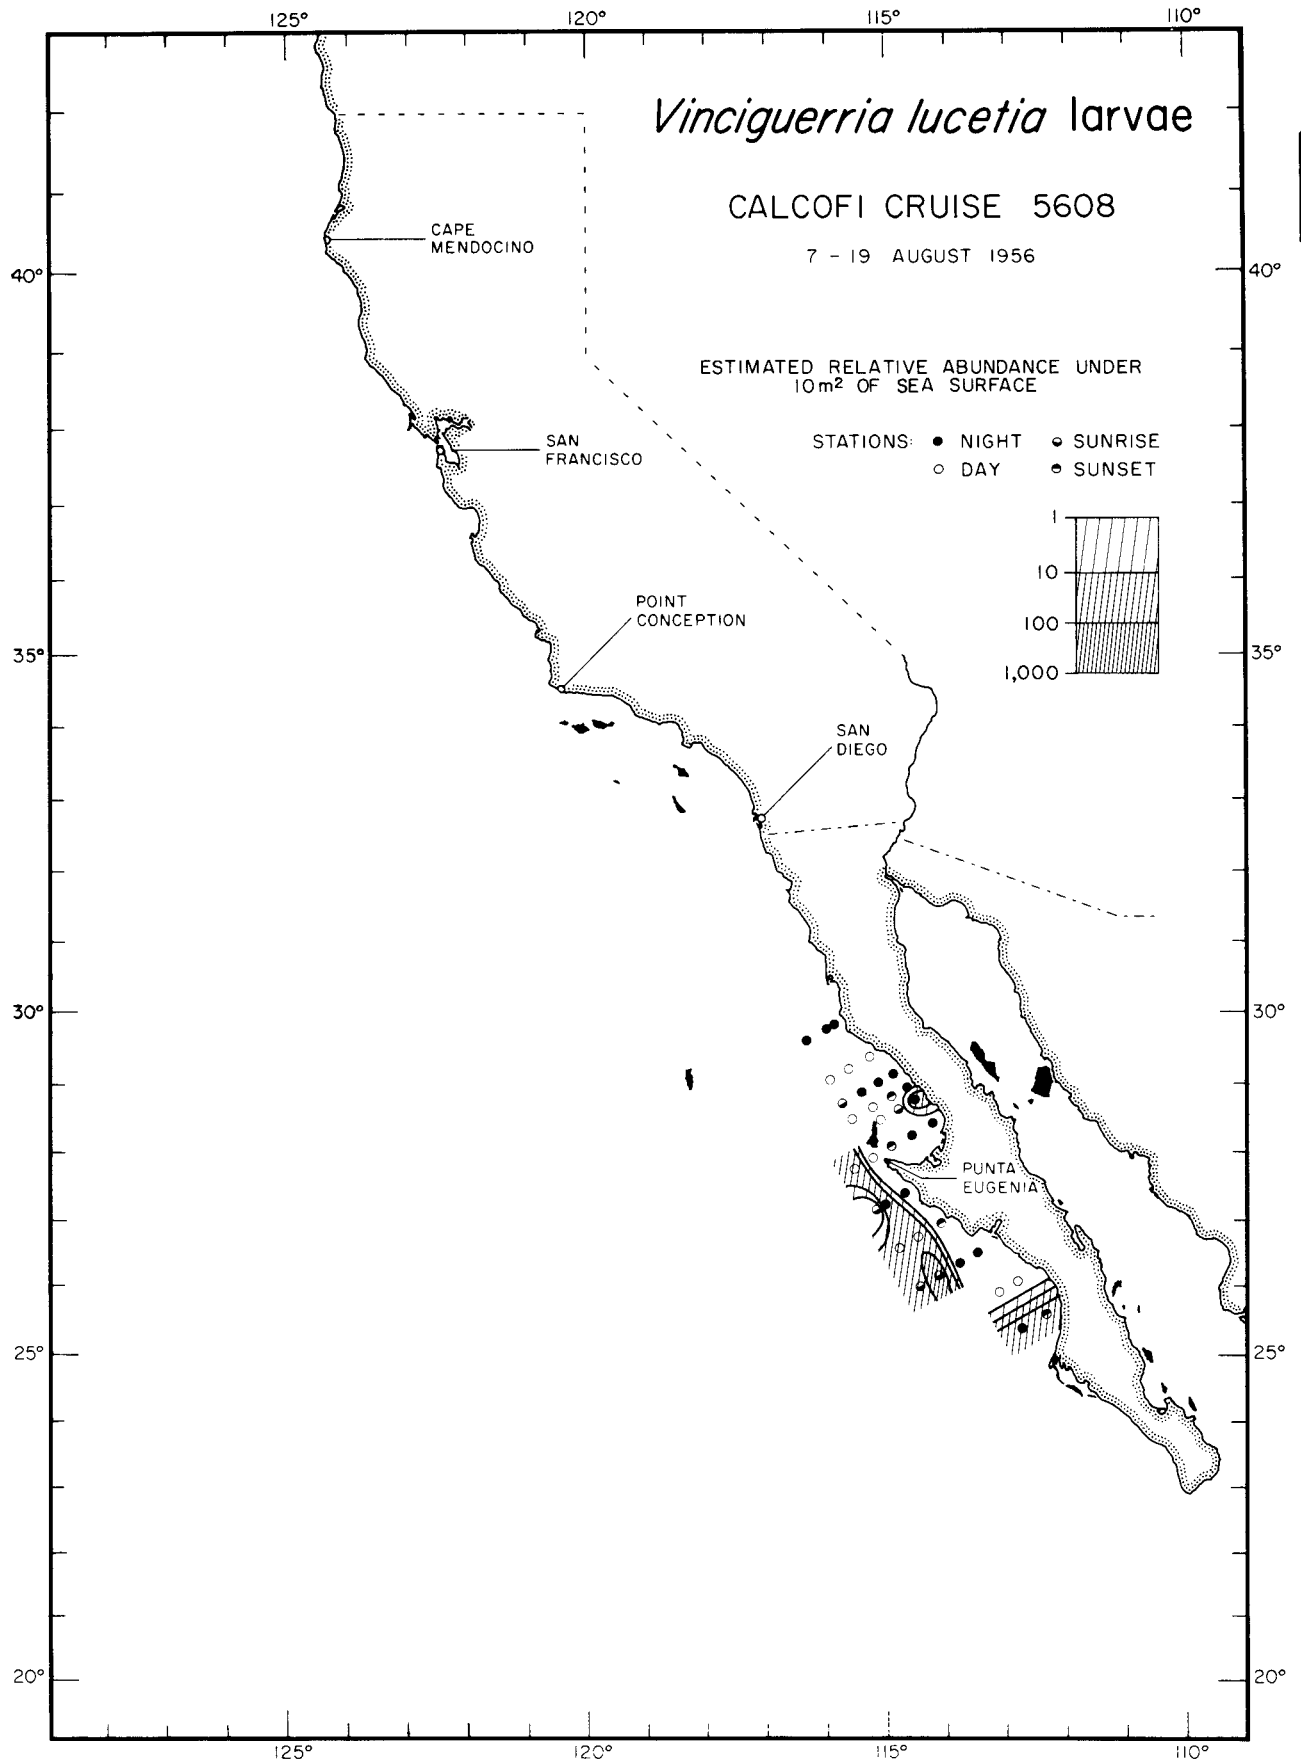 125° 120° 115° 110°
Vinciguerria lucetia larvae
CALCOFI CRUISE 5608
7 - 19 AUGUST 1956
CAPE
MENDOCINO
40° 40°
ESTIMATED RELATIVE ABUNDANCE UNDER
10m² OF SEA SURFACE
STATIONS: NIGHT SUNRISE
DAY SUNSET
SAN
FRANCISCO
1
10
100
1,000
POINT
CONCEPTION
35° 35°
SAN
DIEGO
30° 30°
PUNTA
EUGENIA
25° 25°
20° 20°
125° 120° 115° 110°